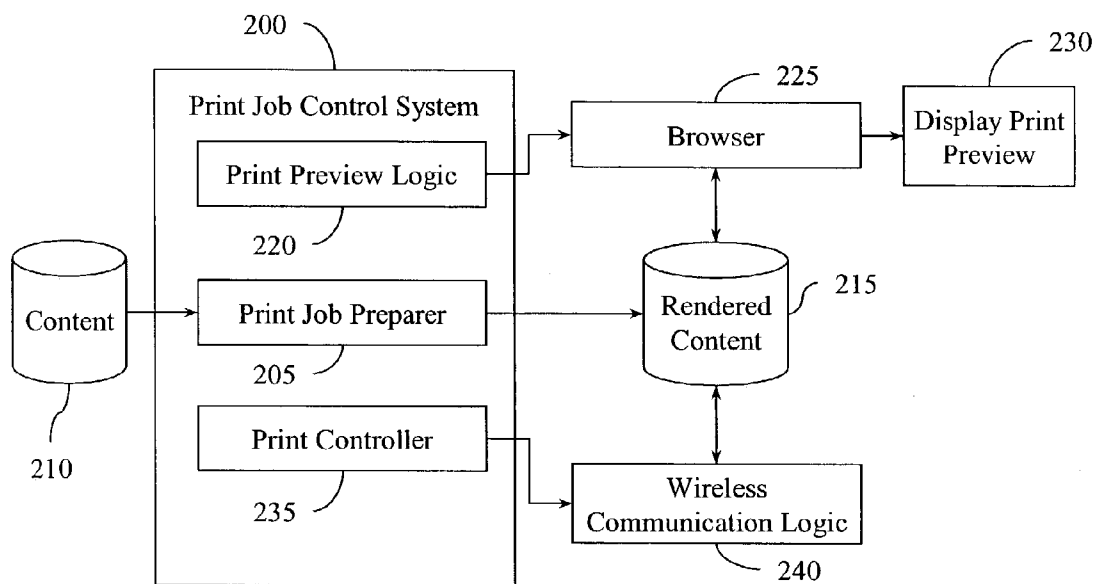 200
Print Job Control System
Print Preview Logic
220
225
Browser
230
Display Print
Preview
210
Content
Print Job Preparer
205
Rendered
Content
215
Print Controller
235
Wireless
Communication Logic
240